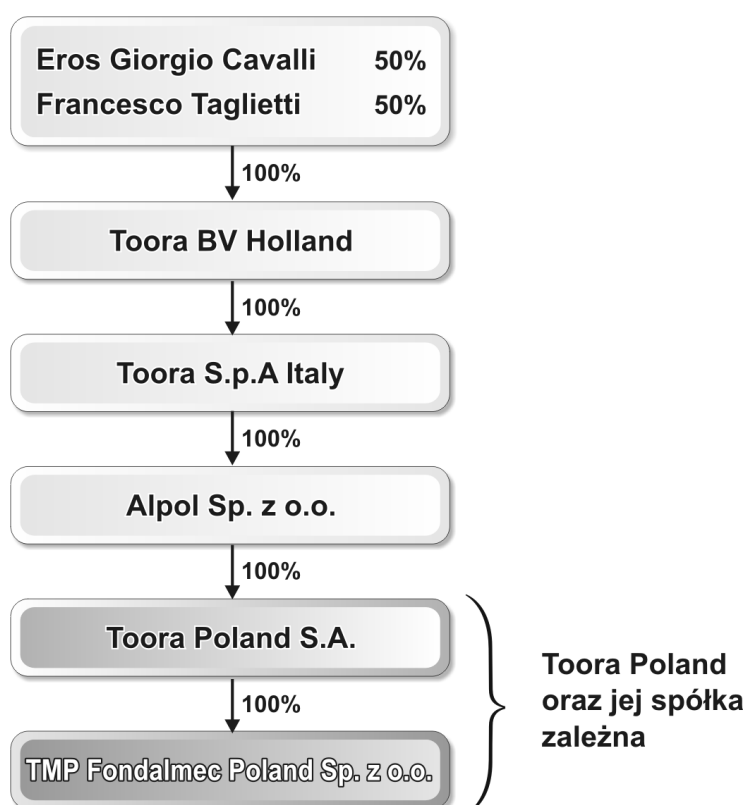 Eros Giorgio Cavalli 50%
Francesco Taglietti 50%
100%
Toora BV Holland
100%
Toora S.p.A Italy
100%
Alpol Sp. z o.o.
100%
Toora Poland S.A.
100%
TMP Fondalmec Poland Sp. z o.o.
Toora Poland
oraz jej spółka
zależna